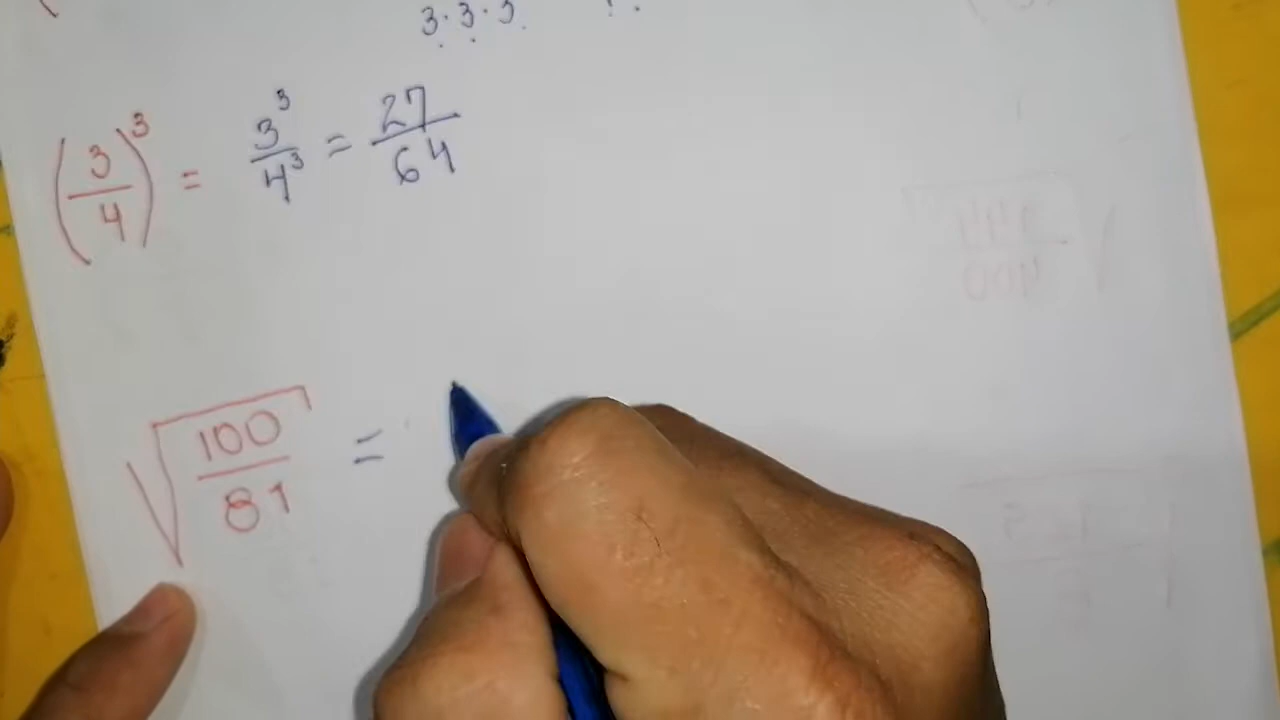 3·3·3
(3/4)³ = 3³/4³ = 27/64
√(100/81) =